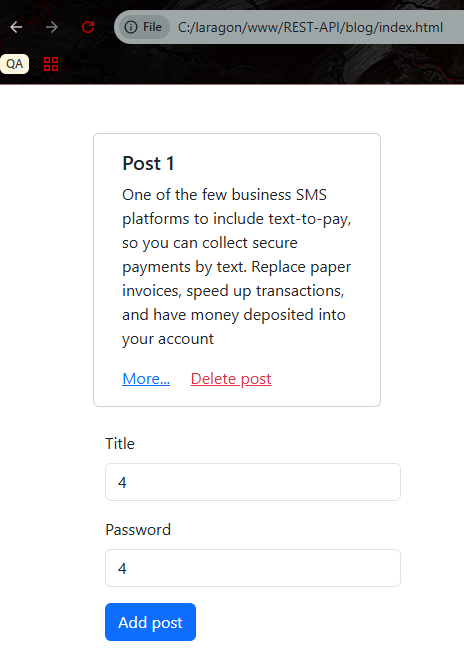 File C:/laragon/www/REST-API/blog/index.html
QA
Post 1
One of the few business SMS
platforms to include text-to-pay,
so you can collect secure
payments by text. Replace paper
invoices, speed up transactions,
and have money deposited into
your account
More... Delete post
Title
4
Password
4
Add post